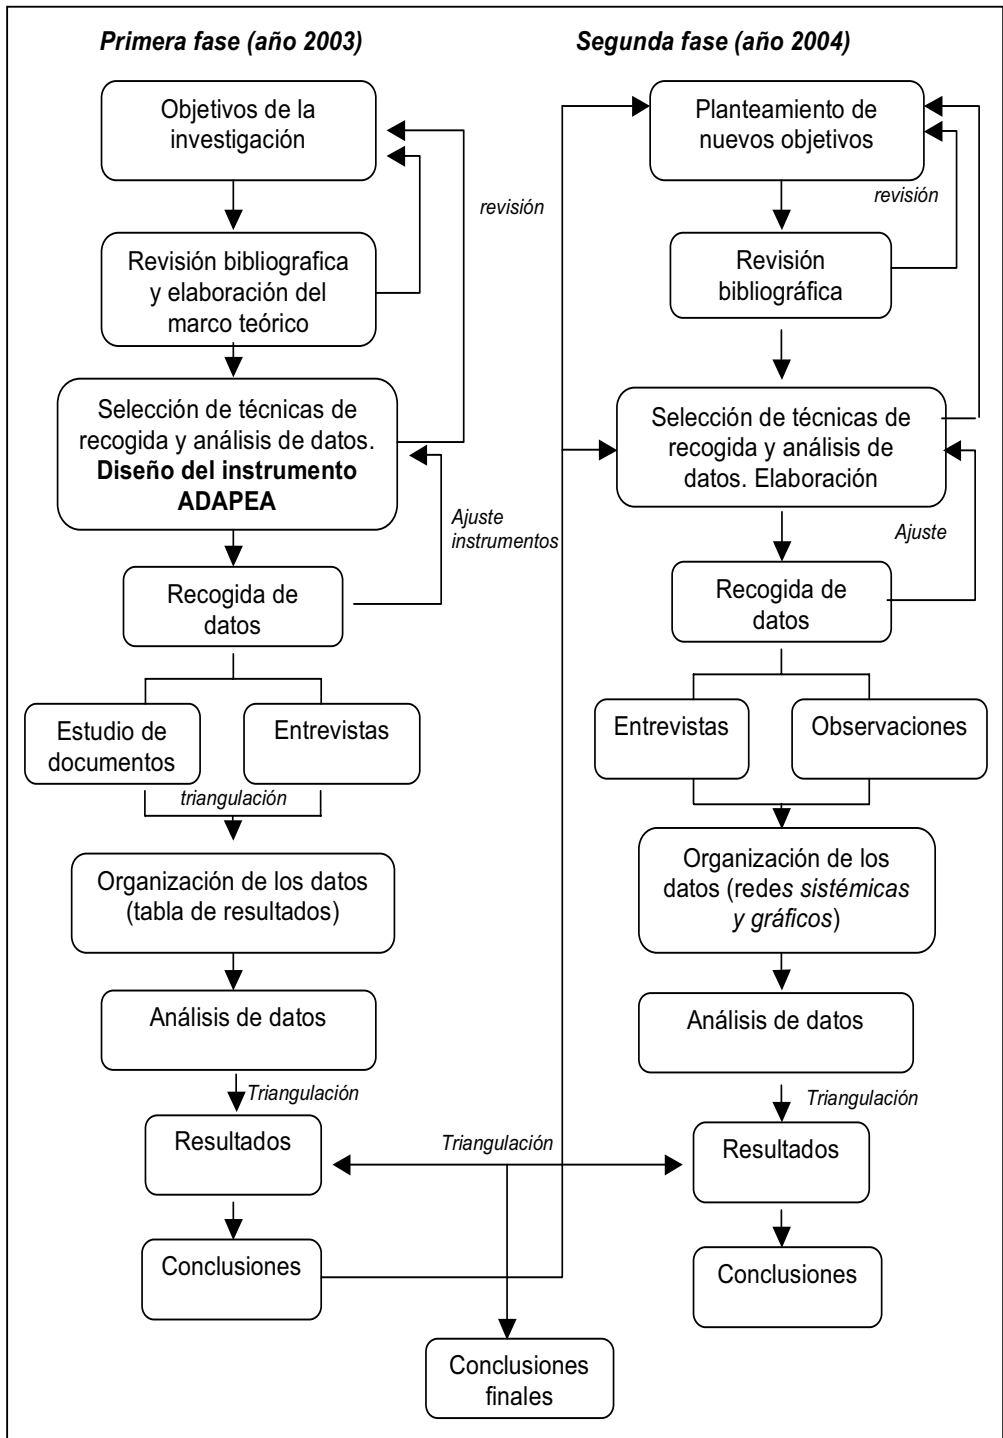 Primera fase (año 2003)
Objetivos de la
investigación
revisión
Revisión bibliografica
y elaboración del
marco teórico
Selección de técnicas de
recogida y análisis de datos.
Diseño del instrumento
ADAPEA
Ajuste
instrumentos
Recogida de
datos
Estudio de
documentos
Entrevistas
triangulación
Organización de los datos
(tabla de resultados)
Análisis de datos
Triangulación
Resultados
Conclusiones
Segunda fase (año 2004)
Planteamiento de
nuevos objetivos
revisión
Revisión
bibliográfica
Selección de técnicas de
recogida y análisis de
datos. Elaboración
Ajuste
Recogida de
datos
Entrevistas
Observaciones
Organización de los
datos (redes sistémicas
y gráficos)
Análisis de datos
Triangulación
Resultados
Conclusiones
Triangulación
Conclusiones
finales